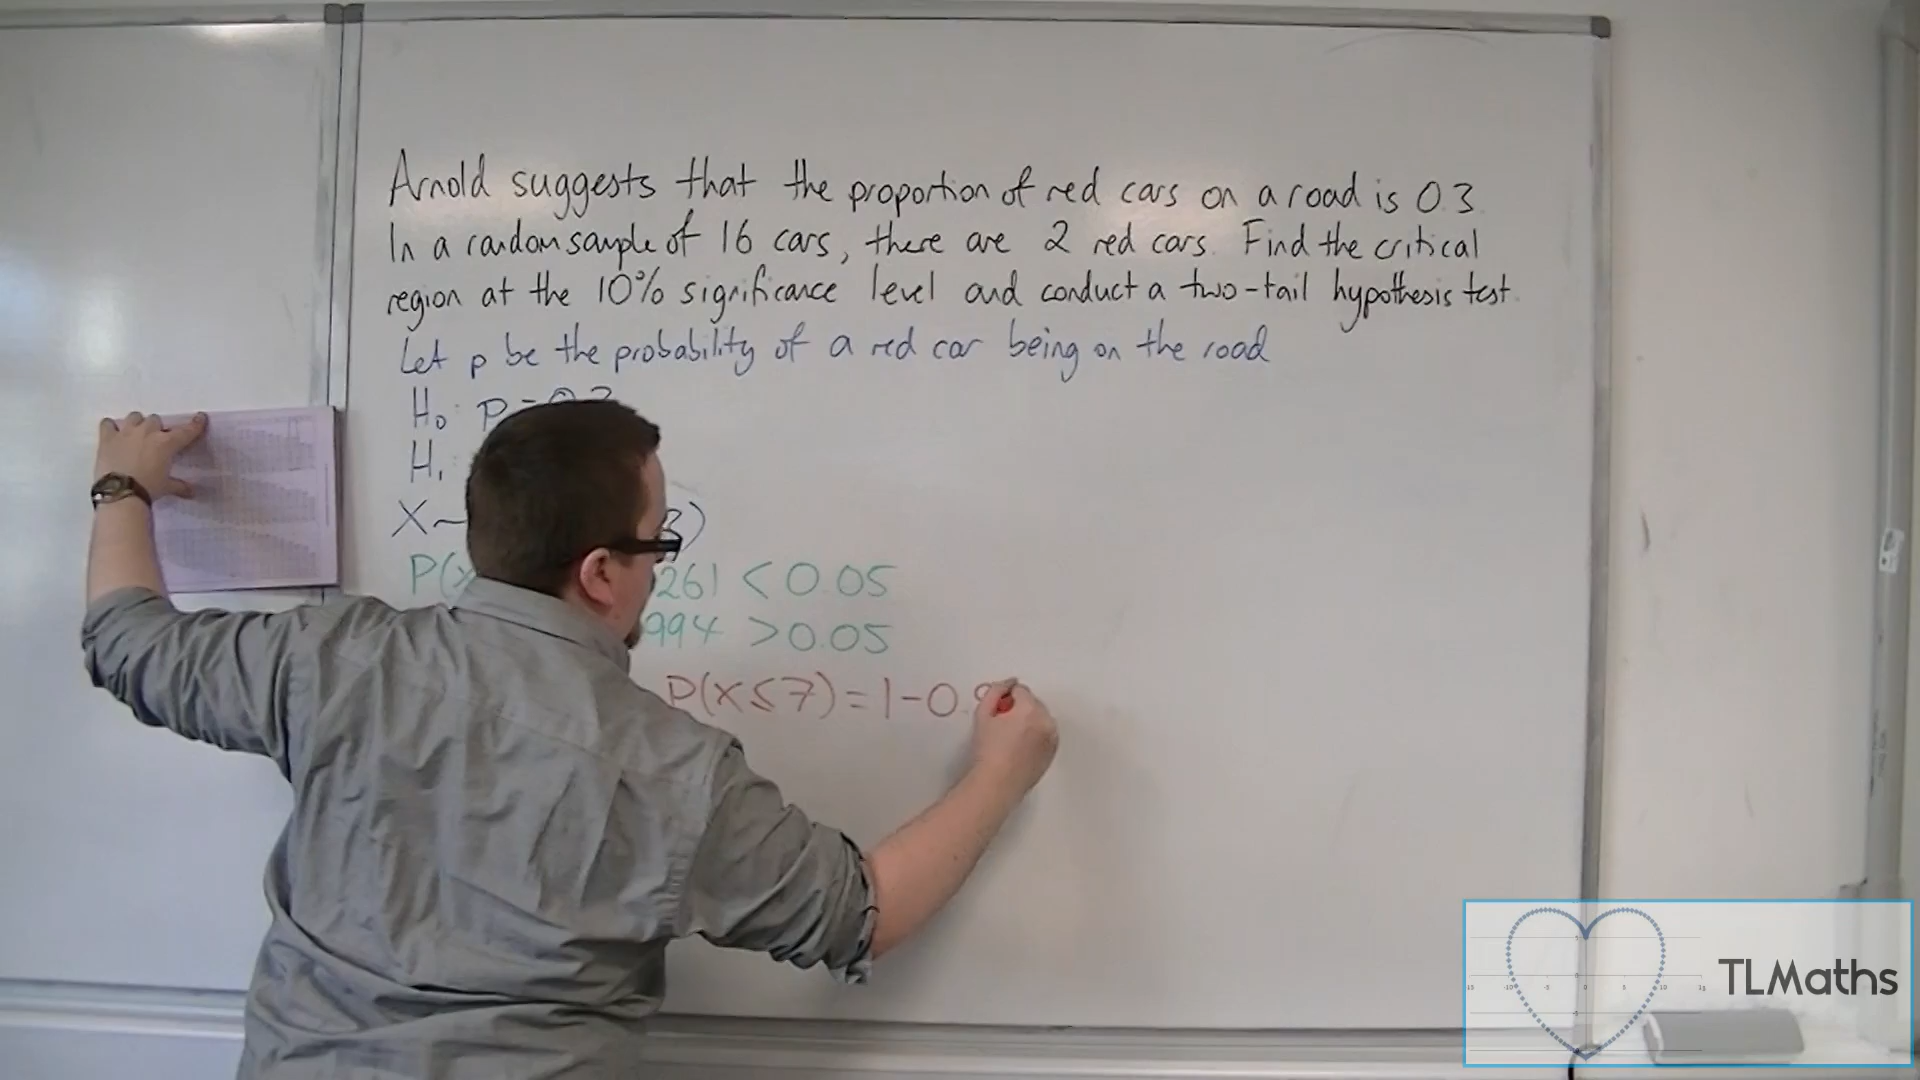 Arnold suggests that the proportion of red cars on a road is 0.3.
In a random sample of 16 cars, there are 2 red cars. Find the critical
region at the 10% significance level and conduct a two-tail hypothesis test.
Let p be the probability of a red car being on the road
H₀: p = 0.3
H₁
X~ 3)
P(X 261 < 0.05
994 > 0.05
P(X≤7) = 1-0.
TLMaths